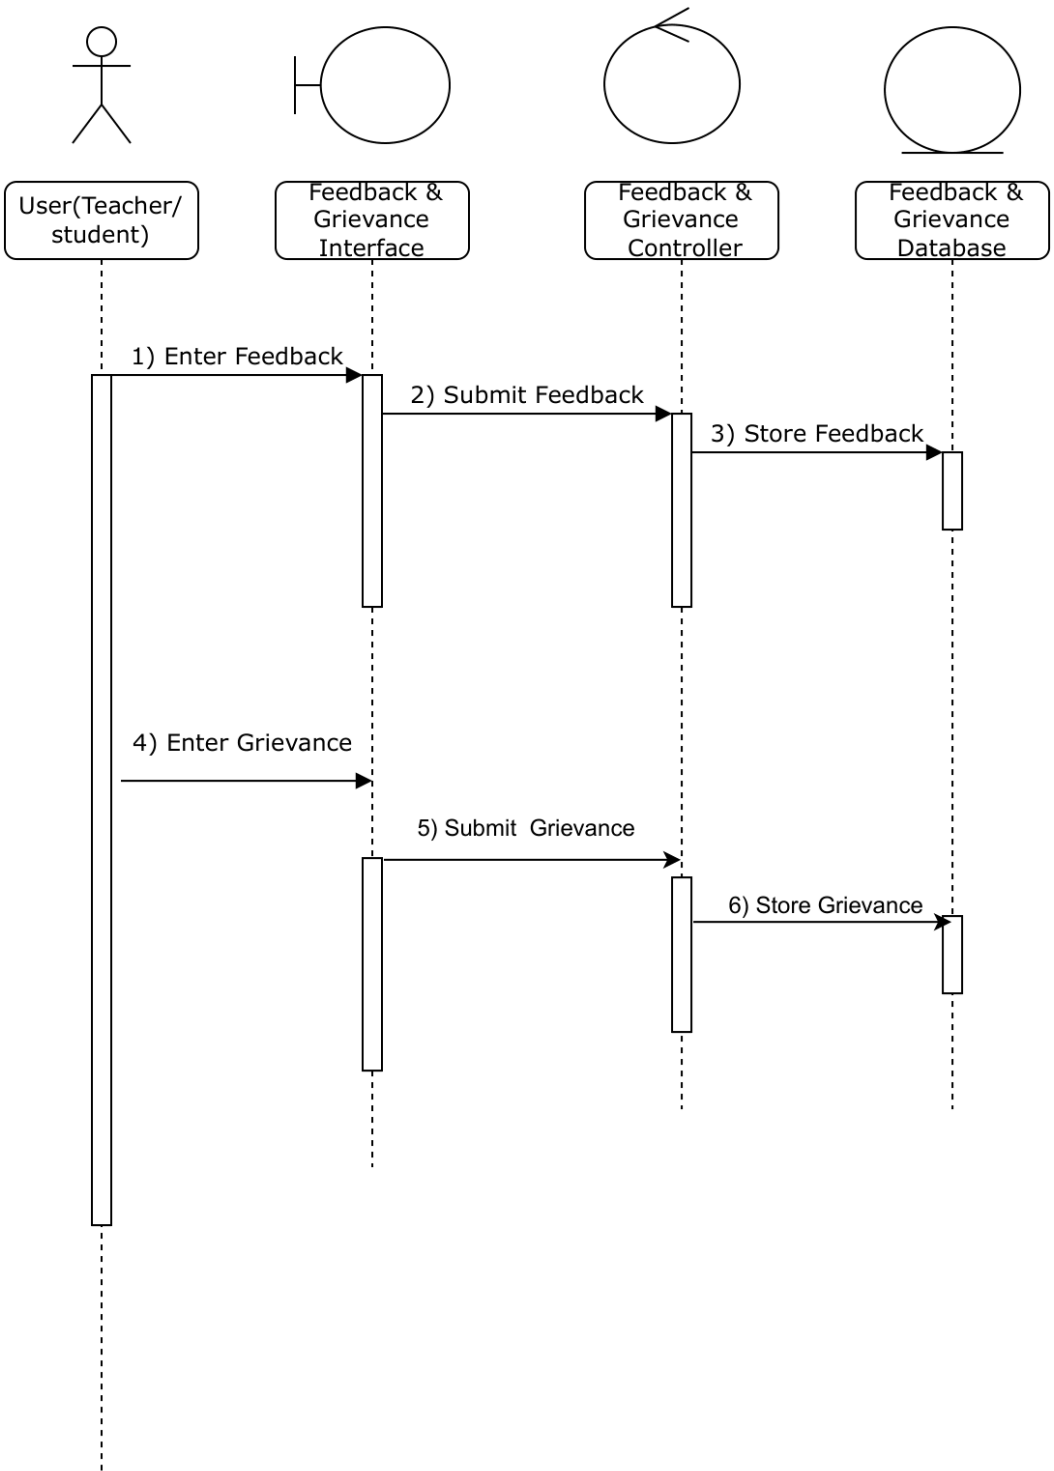 User(Teacher/
student)
Feedback &
Grievance
Interface
Feedback &
Grievance
Controller
Feedback &
Grievance
Database
1) Enter Feedback
2) Submit Feedback
3) Store Feedback
4) Enter Grievance
5) Submit  Grievance
6) Store Grievance